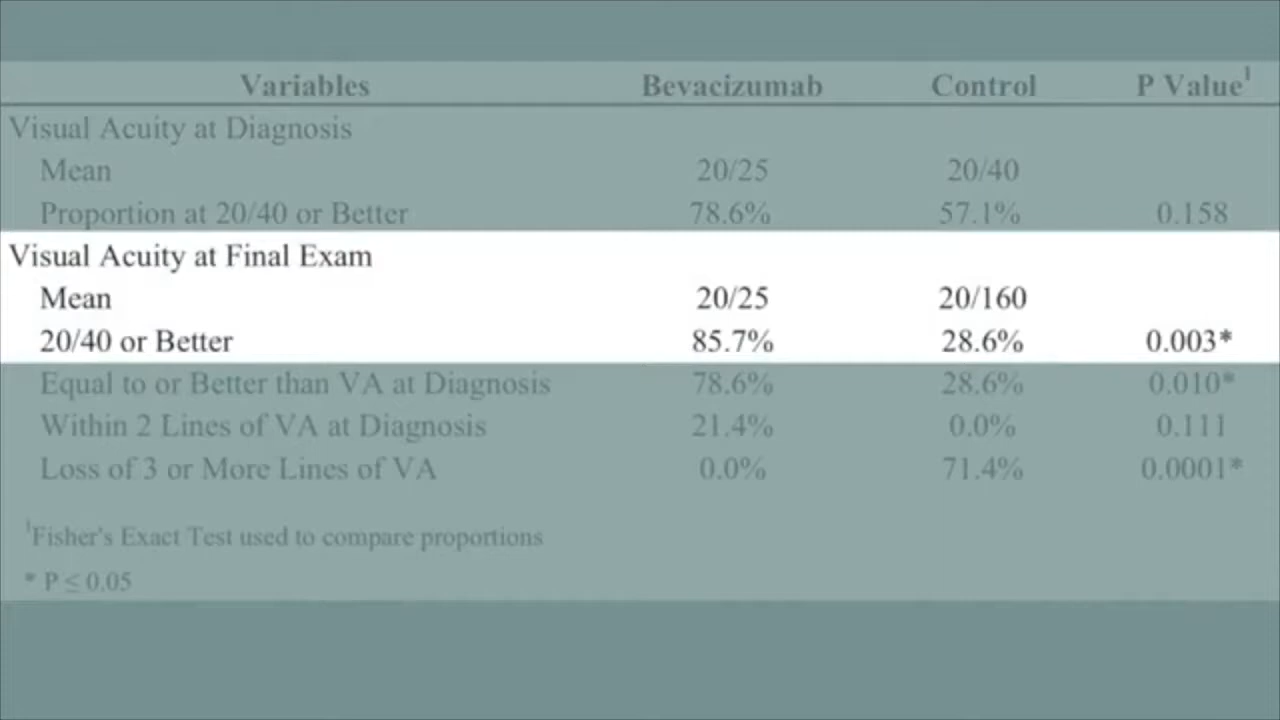 Variables Bevacizumab Control P Value¹
Visual Acuity at Diagnosis
Mean 20/25 20/40
Proportion at 20/40 or Better 78.6% 57.1% 0.158
Visual Acuity at Final Exam
Mean 20/25 20/160
20/40 or Better 85.7% 28.6% 0.003*
Equal to or Better than VA at Diagnosis 78.6% 28.6% 0.010*
Within 2 Lines of VA at Diagnosis 21.4% 0.0% 0.111
Loss of 3 or More Lines of VA 0.0% 71.4% 0.0001*
¹Fisher's Exact Test used to compare proportions
* P ≤ 0.05